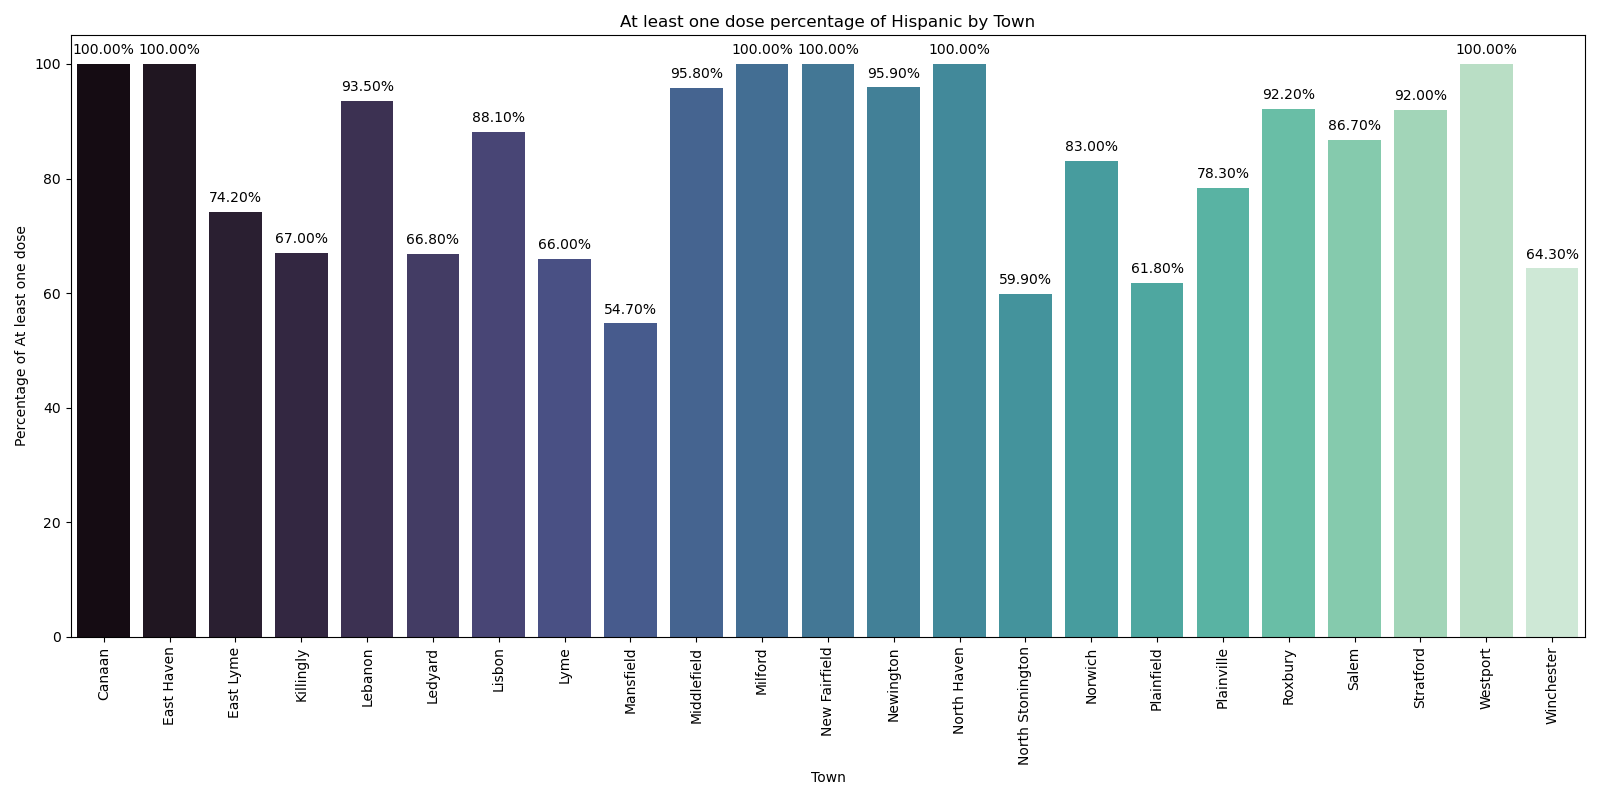 At least one dose percentage of Hispanic by Town
Percentage of At least one dose
100
80
60
40
20
0
100.00%
100.00%
74.20%
67.00%
93.50%
66.80%
88.10%
66.00%
54.70%
95.80%
100.00%
100.00%
95.90%
100.00%
59.90%
83.00%
61.80%
78.30%
92.20%
86.70%
92.00%
100.00%
64.30%
Canaan
East Haven
East Lyme
Killingly
Lebanon
Ledyard
Lisbon
Lyme
Mansfield
Middlefield
Milford
New Fairfield
Newington
North Haven
North Stonington
Norwich
Plainfield
Plainville
Roxbury
Salem
Stratford
Westport
Winchester
Town